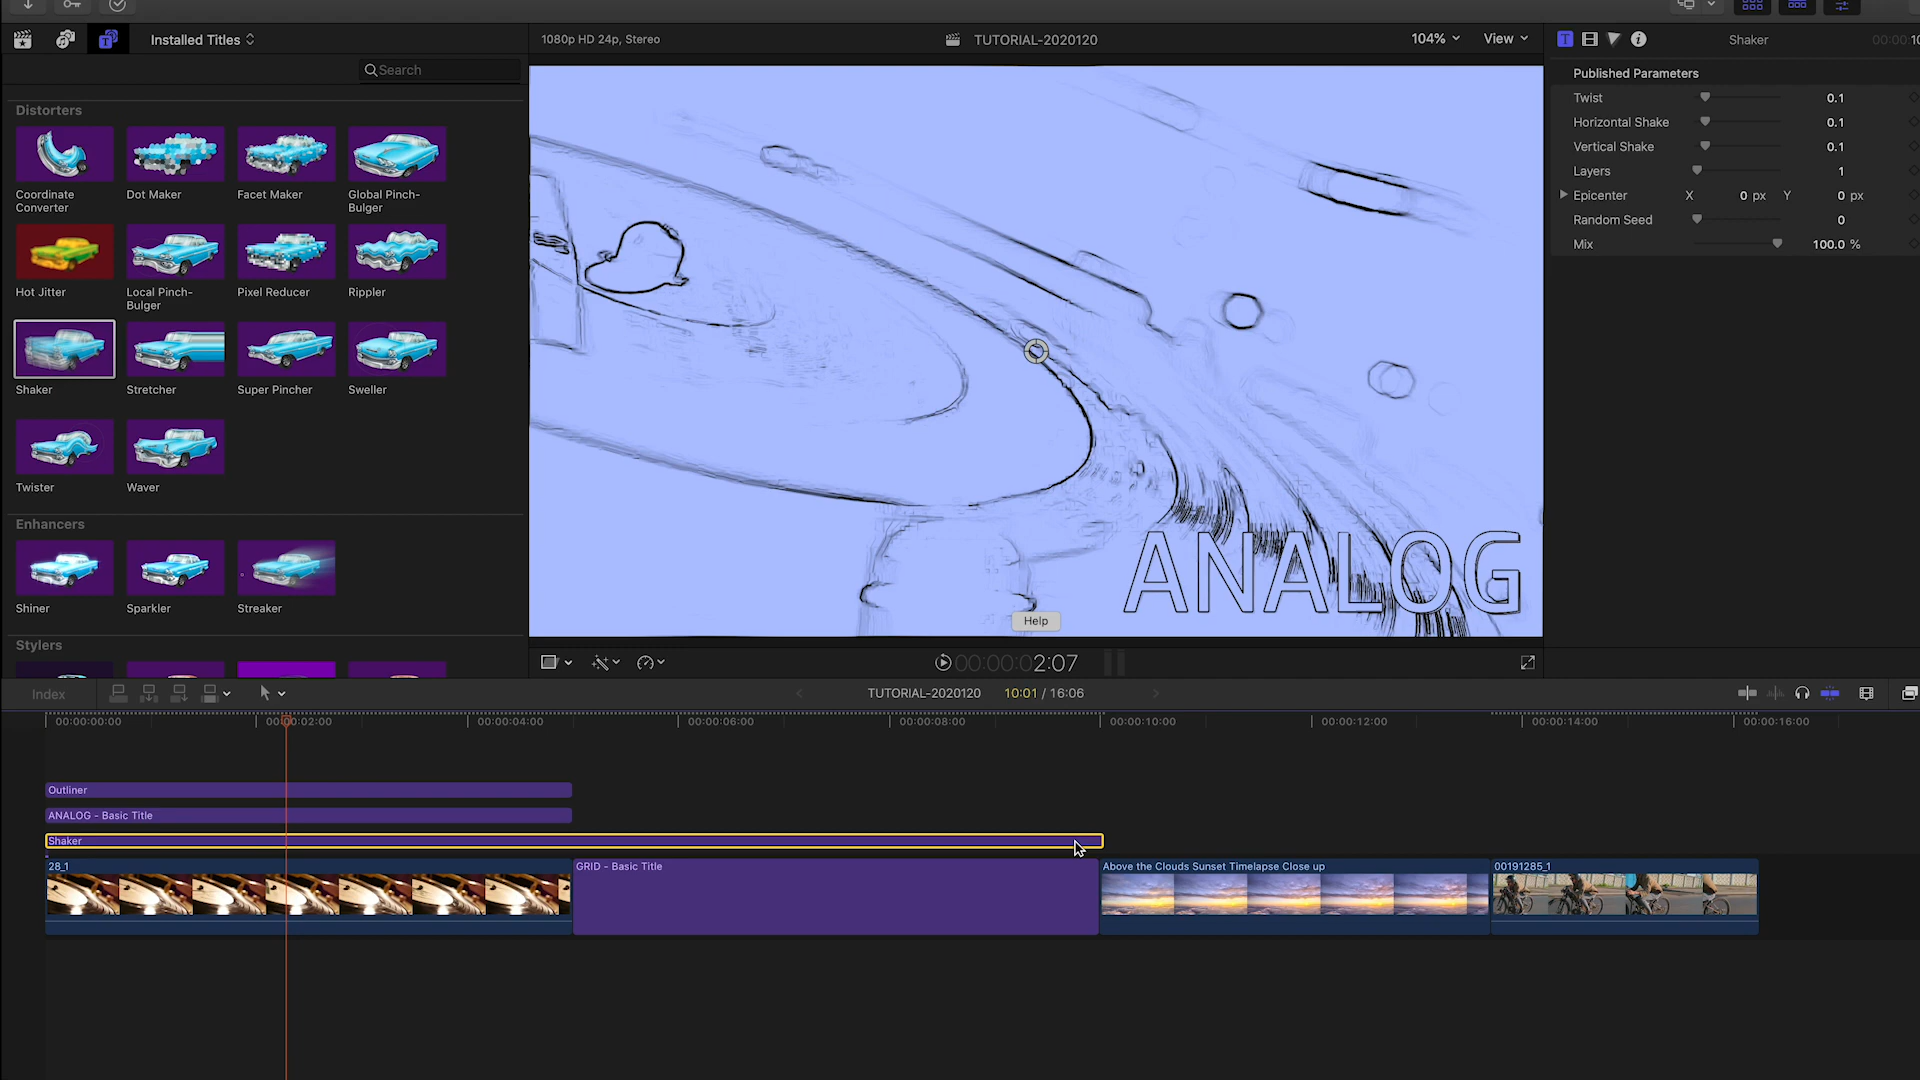 Installed Titles
1080p HD 24p, Stereo
TUTORIAL-2020120
104%
View
Shaker
Search
Published Parameters
Twist 0.1
Horizontal Shake 0.1
Vertical Shake 0.1
Layers 1
Epicenter X 0 px Y 0 px
Random Seed 0
Mix 100.0 %
Distorters
Coordinate Converter
Dot Maker
Facet Maker
Global Pinch-Bulger
Hot Jitter
Local Pinch-Bulger
Pixel Reducer
Rippler
Shaker
Stretcher
Super Pincher
Sweller
Twister
Waver
Enhancers
Shiner
Sparkler
Streaker
Stylers
ANALOG
Help
00:00:02:07
Index
TUTORIAL-2020120
10:01 / 16:06
00:00:00:00
00:00:02:00
00:00:04:00
00:00:06:00
00:00:08:00
00:00:10:00
00:00:12:00
00:00:14:00
00:00:16:00
Outliner
ANALOG - Basic Title
Shaker
28_1
GRID - Basic Title
Above the Clouds Sunset Timelapse Close up
00191285_1